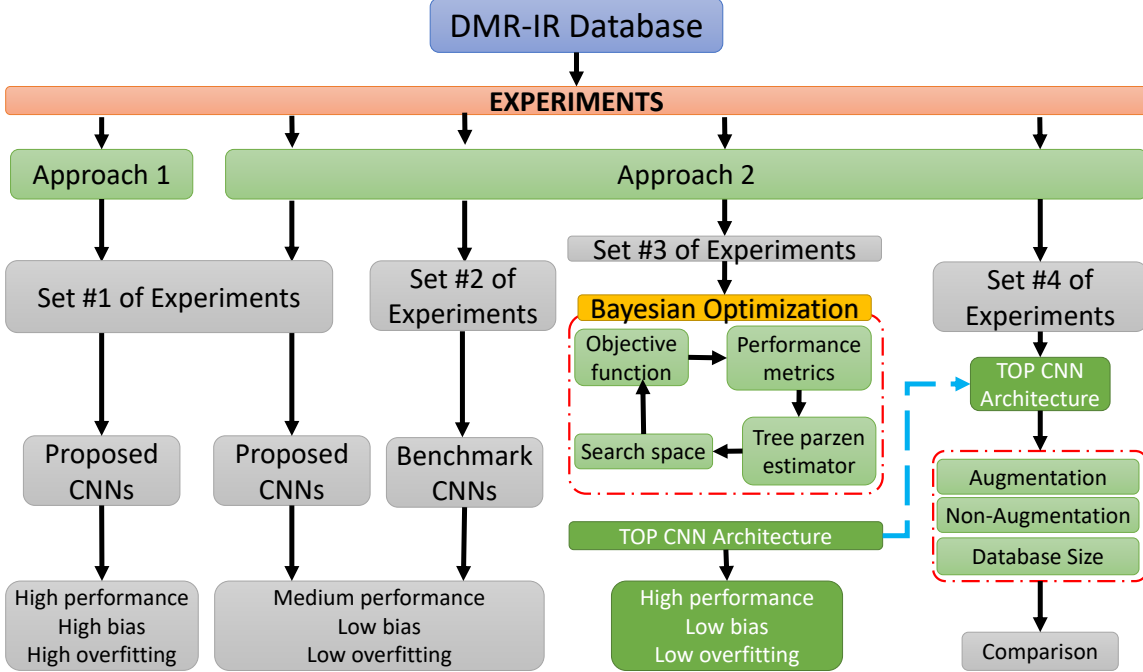 DMR-IR Database
EXPERIMENTS
Approach 1
Approach 2
Set #1 of Experiments
Set #2 of
Experiments
Set #3 of Experiments
Set #4 of
Experiments
Bayesian Optimization
Objective
function
Performance
metrics
Search space
Tree parzen
estimator
TOP CNN
Architecture
Proposed
CNNs
Proposed
CNNs
Benchmark
CNNs
Augmentation
Non-Augmentation
Database Size
TOP CNN Architecture
High performance
High bias
High overfitting
Medium performance
Low bias
Low overfitting
High performance
Low bias
Low overfitting
Comparison